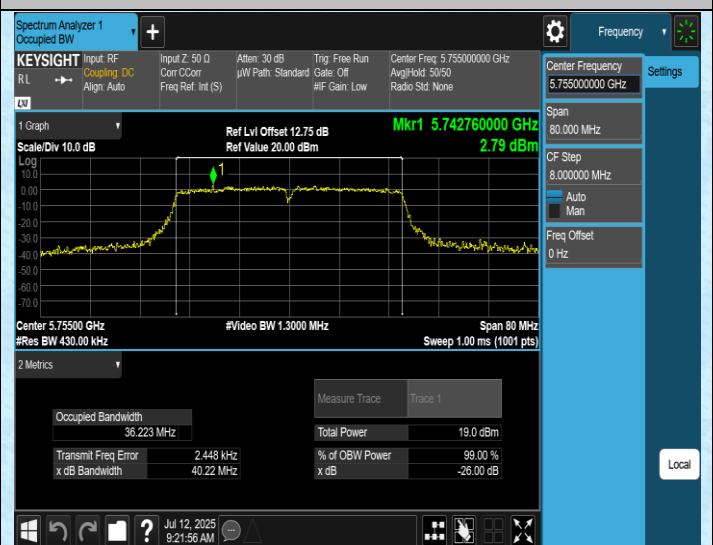 Spectrum Analyzer 1
Occupied BW
+
Frequency
KEYSIGHT
RL
LXI
Input: RF
Coupling: DC
Align: Auto
Input Z: 50 Ω
Corr CCorr
Freq Ref: Int (S)
Atten: 30 dB
µW Path: Standard
Trig: Free Run
Gate: Off
#IF Gain: Low
Center Freq: 5.755000000 GHz
Avg|Hold: 50/50
Radio Std: None
Center Frequency
5.755000000 GHz
Settings
Span
80.000 MHz
CF Step
8.000000 MHz
Auto
Man
Freq Offset
0 Hz
1 Graph
Scale/Div 10.0 dB
Ref Lvl Offset 12.75 dB
Ref Value 20.00 dBm
Mkr1 5.742760000 GHz
2.79 dBm
Log
10.0
0.00
-10.0
-20.0
-30.0
-40.0
-50.0
-60.0
-70.0
1
Center 5.75500 GHz
#Res BW 430.00 kHz
#Video BW 1.3000 MHz
Span 80 MHz
Sweep 1.00 ms (1001 pts)
2 Metrics
Measure Trace Trace 1
Occupied Bandwidth
36.223 MHz
Total Power 19.0 dBm
Transmit Freq Error 2.448 kHz
% of OBW Power 99.00 %
x dB Bandwidth 40.22 MHz
x dB -26.00 dB
Local
?
Jul 12, 2025
9:21:56 AM